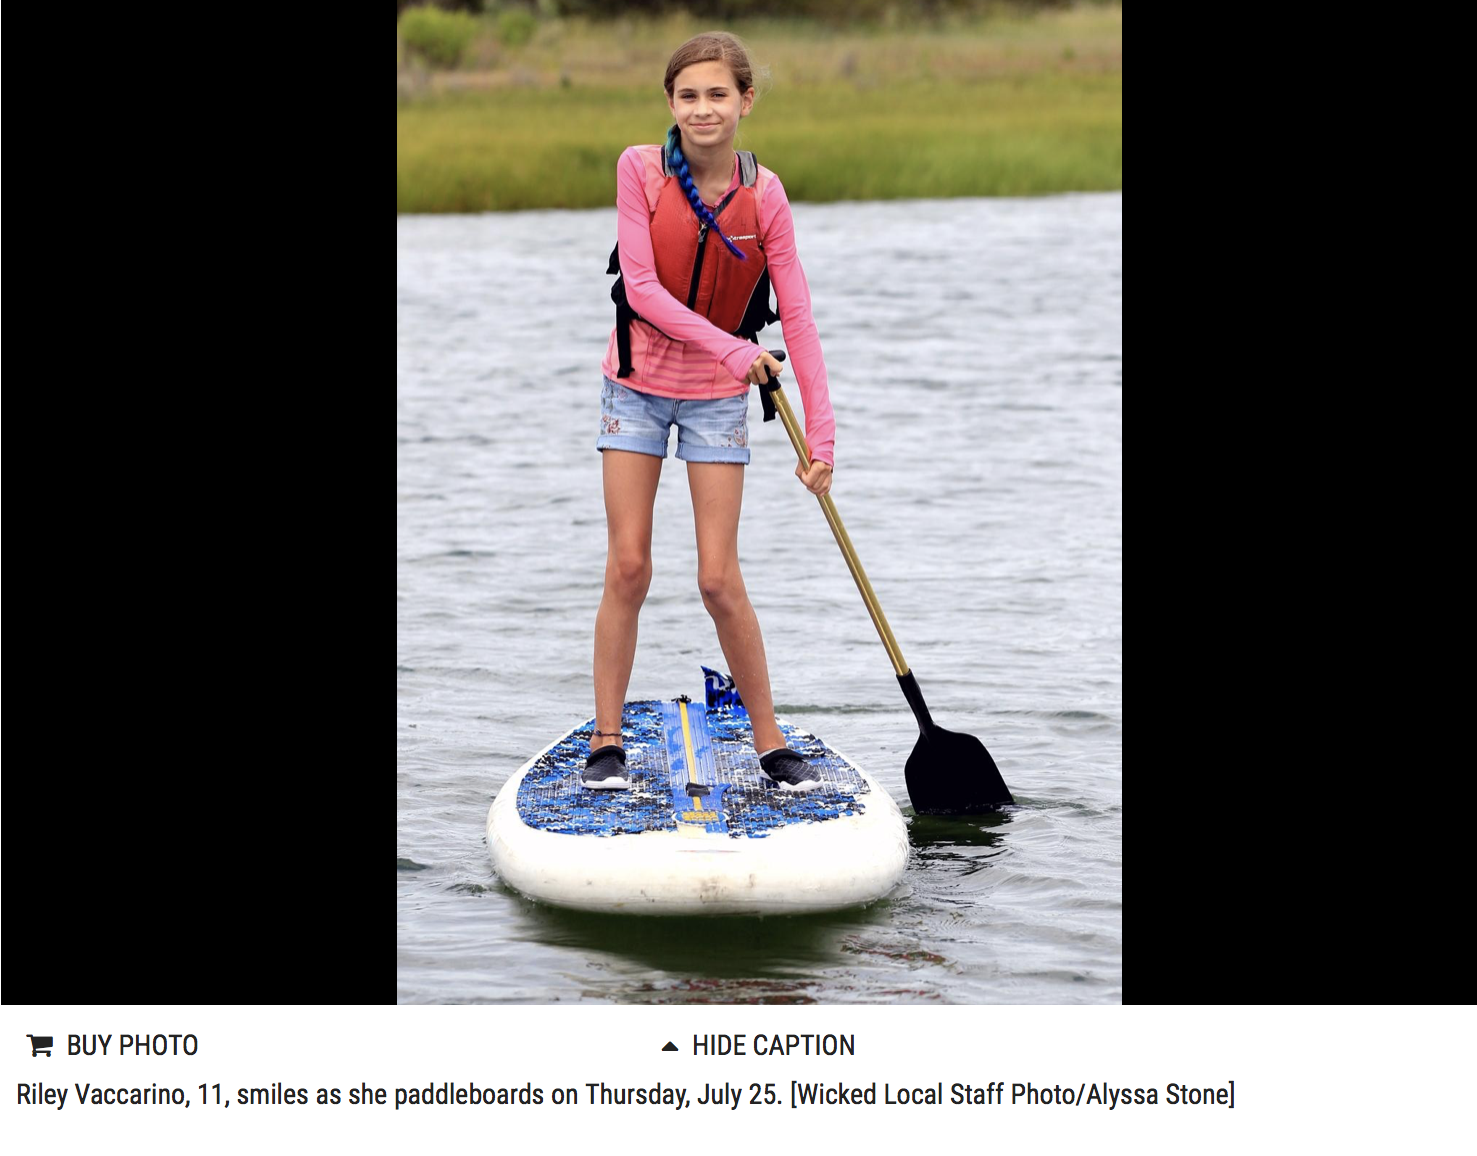 BUY PHOTO
HIDE CAPTION
Riley Vaccarino, 11, smiles as she paddleboards on Thursday, July 25. [Wicked Local Staff Photo/Alyssa Stone]